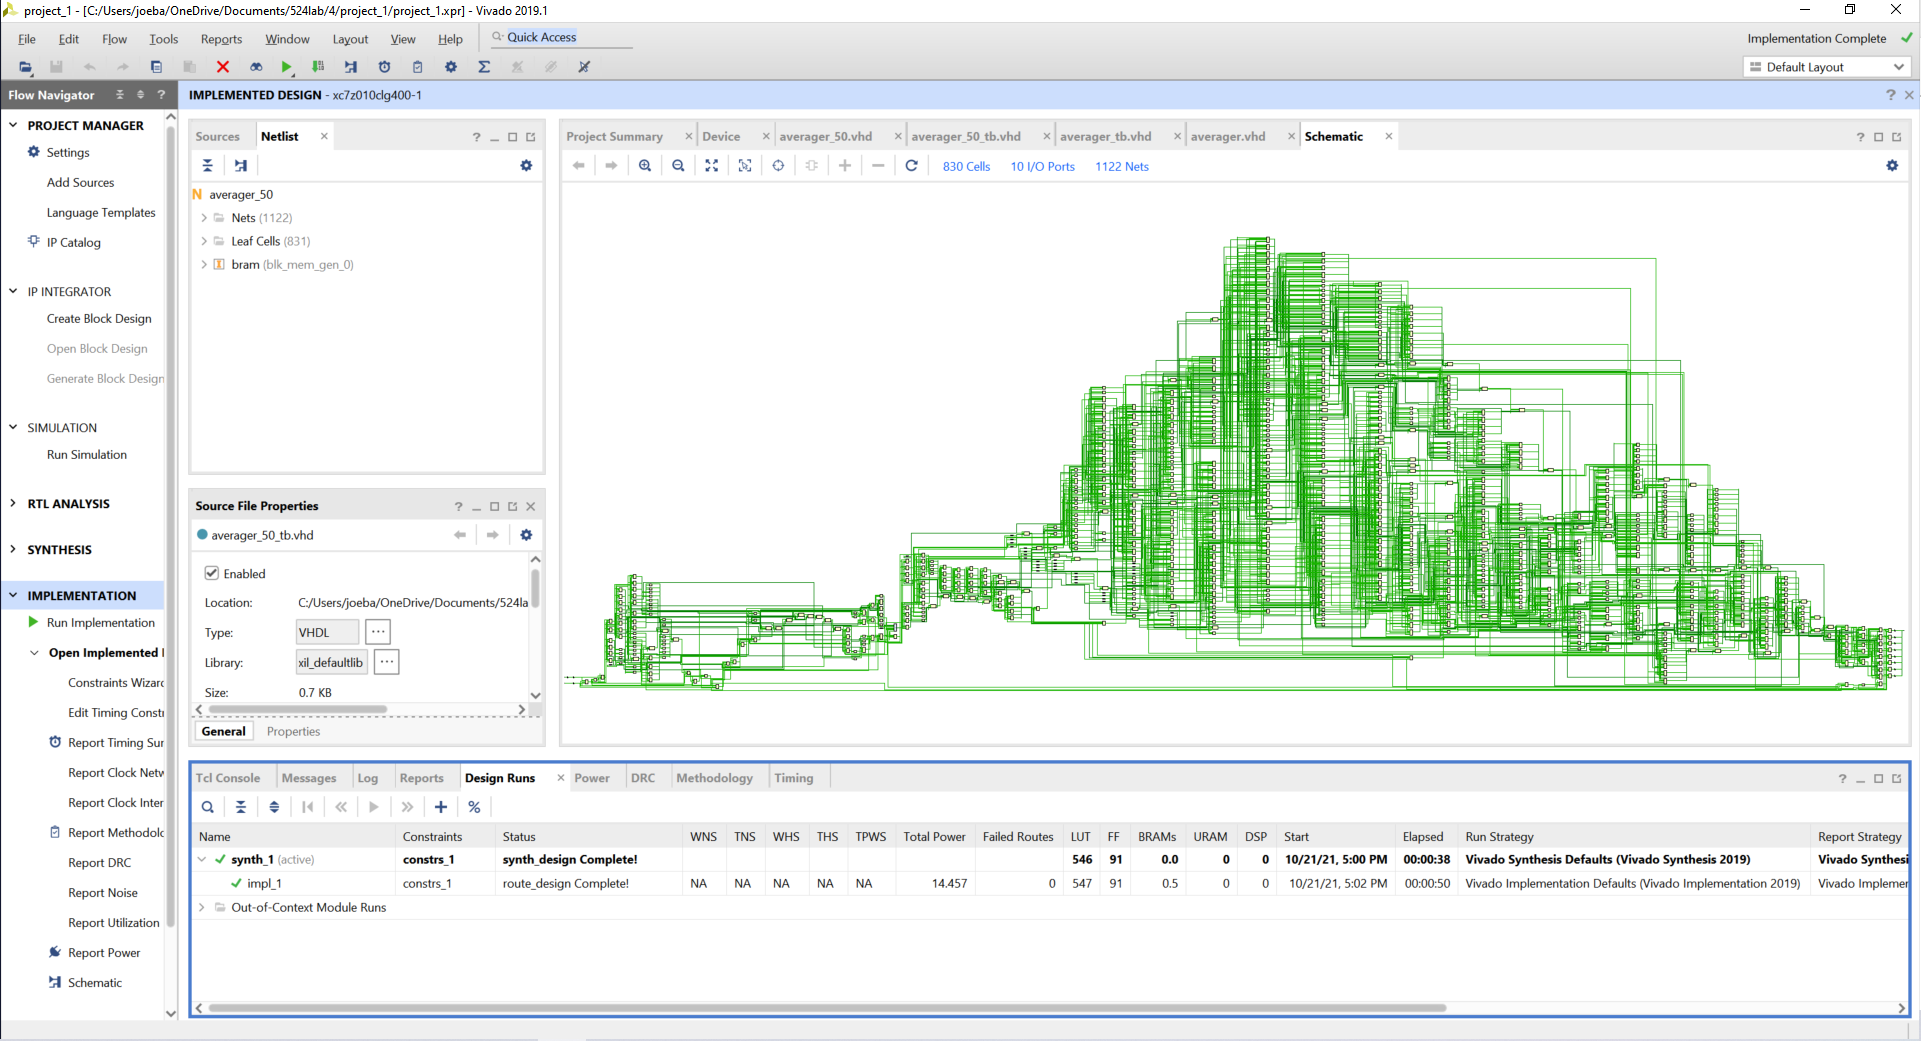 project_1 - [C:/Users/joeba/OneDrive/Documents/524lab/4/project_1/project_1.xpr] - Vivado 2019.1
File Edit Flow Tools Reports Window Layout View Help Quick Access Implementation Complete
Default Layout
Flow Navigator
PROJECT MANAGER
Settings
Add Sources
Language Templates
IP Catalog
IP INTEGRATOR
Create Block Design
Open Block Design
Generate Block Design
SIMULATION
Run Simulation
RTL ANALYSIS
SYNTHESIS
IMPLEMENTATION
Run Implementation
Open Implemented
Constraints Wizar
Edit Timing Const
Report Timing Su
Report Clock Netw
Report Clock Inter
Report Methodolo
Report DRC
Report Noise
Report Utilization
Report Power
Schematic
IMPLEMENTED DESIGN - xc7z010clg400-1
Sources Netlist
N averager_50
Nets (1122)
Leaf Cells (831)
bram (blk_mem_gen_0)
Source File Properties
averager_50_tb.vhd
Enabled
Location: C:/Users/joeba/OneDrive/Documents/524la
Type: VHDL
Library: xil_defaultlib
Size: 0.7 KB
General Properties
Project Summary Device averager_50.vhd averager_50_tb.vhd averager_tb.vhd averager.vhd Schematic
830 Cells 10 I/O Ports 1122 Nets
Tcl Console Messages Log Reports Design Runs Power DRC Methodology Timing
Name Constraints Status WNS TNS WHS THS TPWS Total Power Failed Routes LUT FF BRAMs URAM DSP Start Elapsed Run Strategy Report Strategy
synth_1 (active) constrs_1 synth_design Complete! 546 91 0.0 0 0 10/21/21, 5:00 PM 00:00:38 Vivado Synthesis Defaults (Vivado Synthesis 2019) Vivado Synthesi
impl_1 constrs_1 route_design Complete! NA NA NA NA NA 14.457 0 547 91 0.5 0 0 10/21/21, 5:02 PM 00:00:50 Vivado Implementation Defaults (Vivado Implementation 2019) Vivado Implemer
Out-of-Context Module Runs